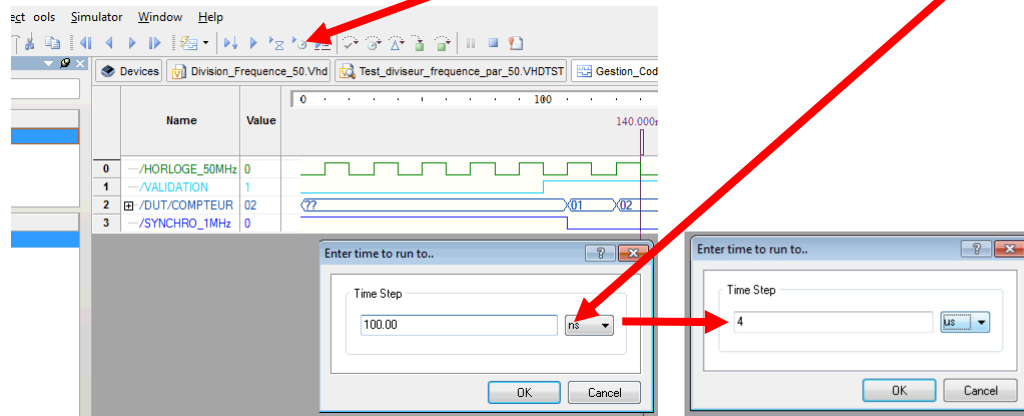 ect ools Simulator Window Help
Devices Division_Frequence_50.Vhd Test_diviseur_frequence_par_50.VHDTST Gestion_Cod
0 100
Name Value 140.000
0 /HORLOGE_50MHz 0
1 /VALIDATION 1
2 /DUT/COMPTEUR 02 ?? 01 02
3 /SYNCHRO_1MHz 0
Enter time to run to..
Time Step
100.00 ns
OK Cancel
Enter time to run to..
Time Step
4 us
OK Cancel